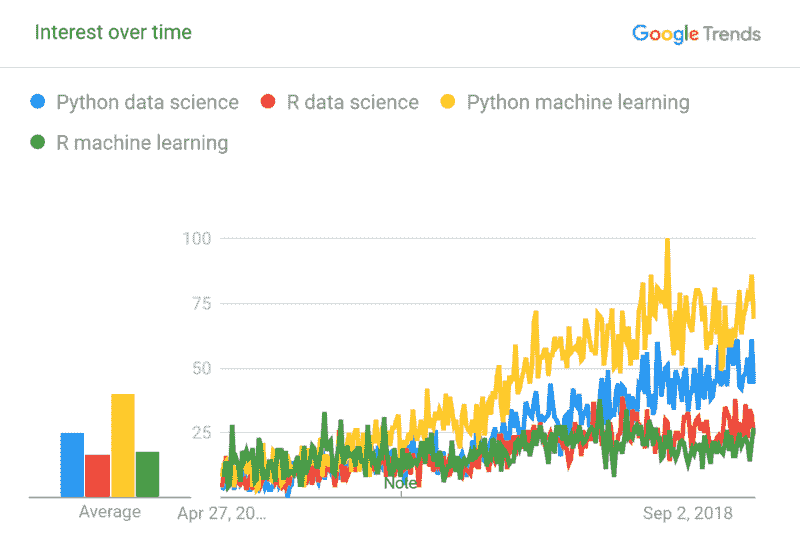 Interest over time
Google Trends
Python data science
R data science
Python machine learning
R machine learning
100
75
50
25
Note
Average
Apr 27, 20...
Sep 2, 2018